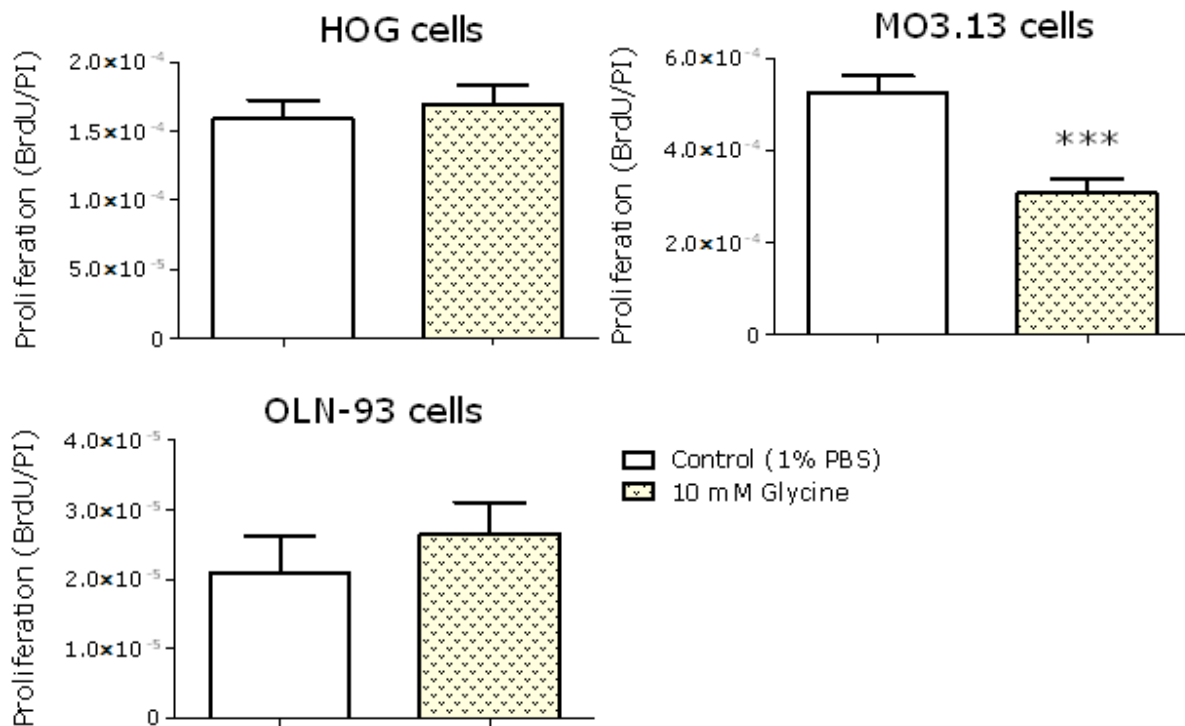 HOG cells
Proliferation (BrdU/PI)
2.0×10⁻⁴
1.5×10⁻⁴
1.0×10⁻⁴
5.0×10⁻⁵
0
MO3.13 cells
Proliferation (BrdU/PI)
6.0×10⁻⁴
4.0×10⁻⁴
2.0×10⁻⁴
0
***
OLN-93 cells
Proliferation (BrdU/PI)
4.0×10⁻⁵
3.0×10⁻⁵
2.0×10⁻⁵
1.0×10⁻⁵
0
Control (1% PBS)
10 mM Glycine